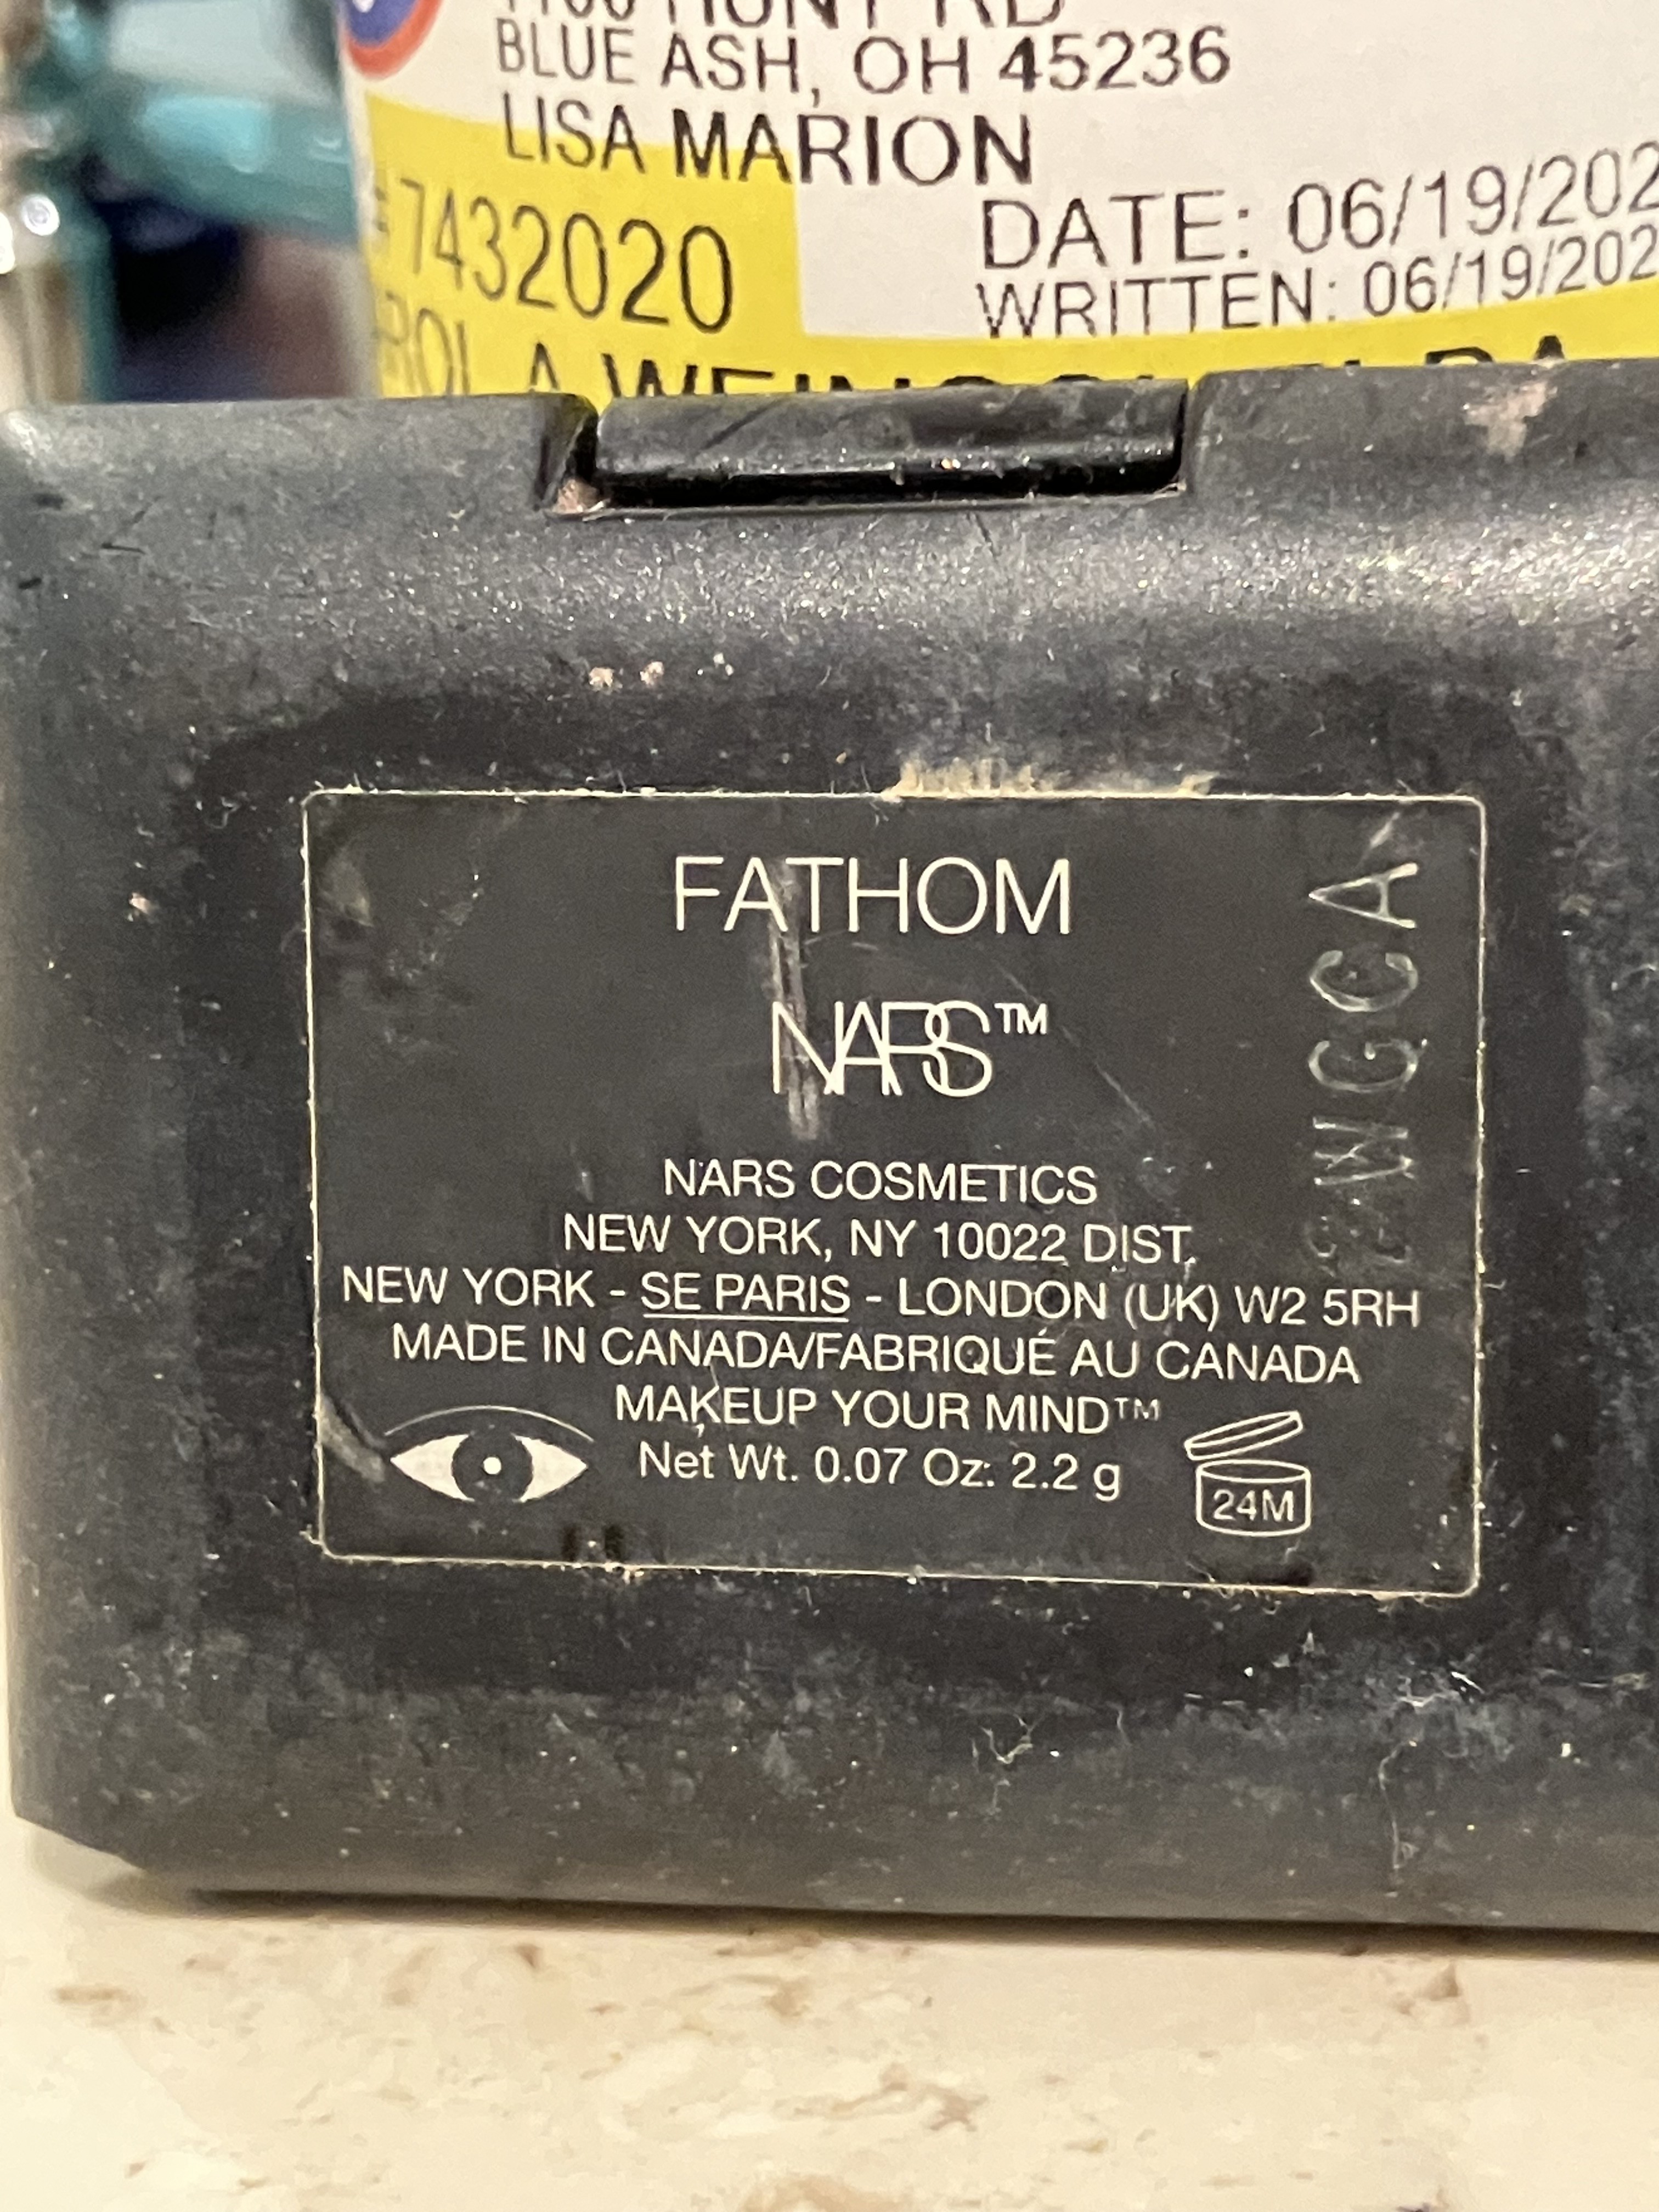 HUNT RD
BLUE ASH, OH 45236
LISA MARION
7432020
DATE: 06/19/202
WRITTEN: 06/19/202
FATHOM
NARS™
NARS COSMETICS
NEW YORK, NY 10022 DIST.
NEW YORK - SE PARIS - LONDON (UK) W2 5RH
MADE IN CANADA/FABRIQUÉ AU CANADA
MAKEUP YOUR MIND™
Net Wt. 0.07 Oz. 2.2 g
24M
WGCA